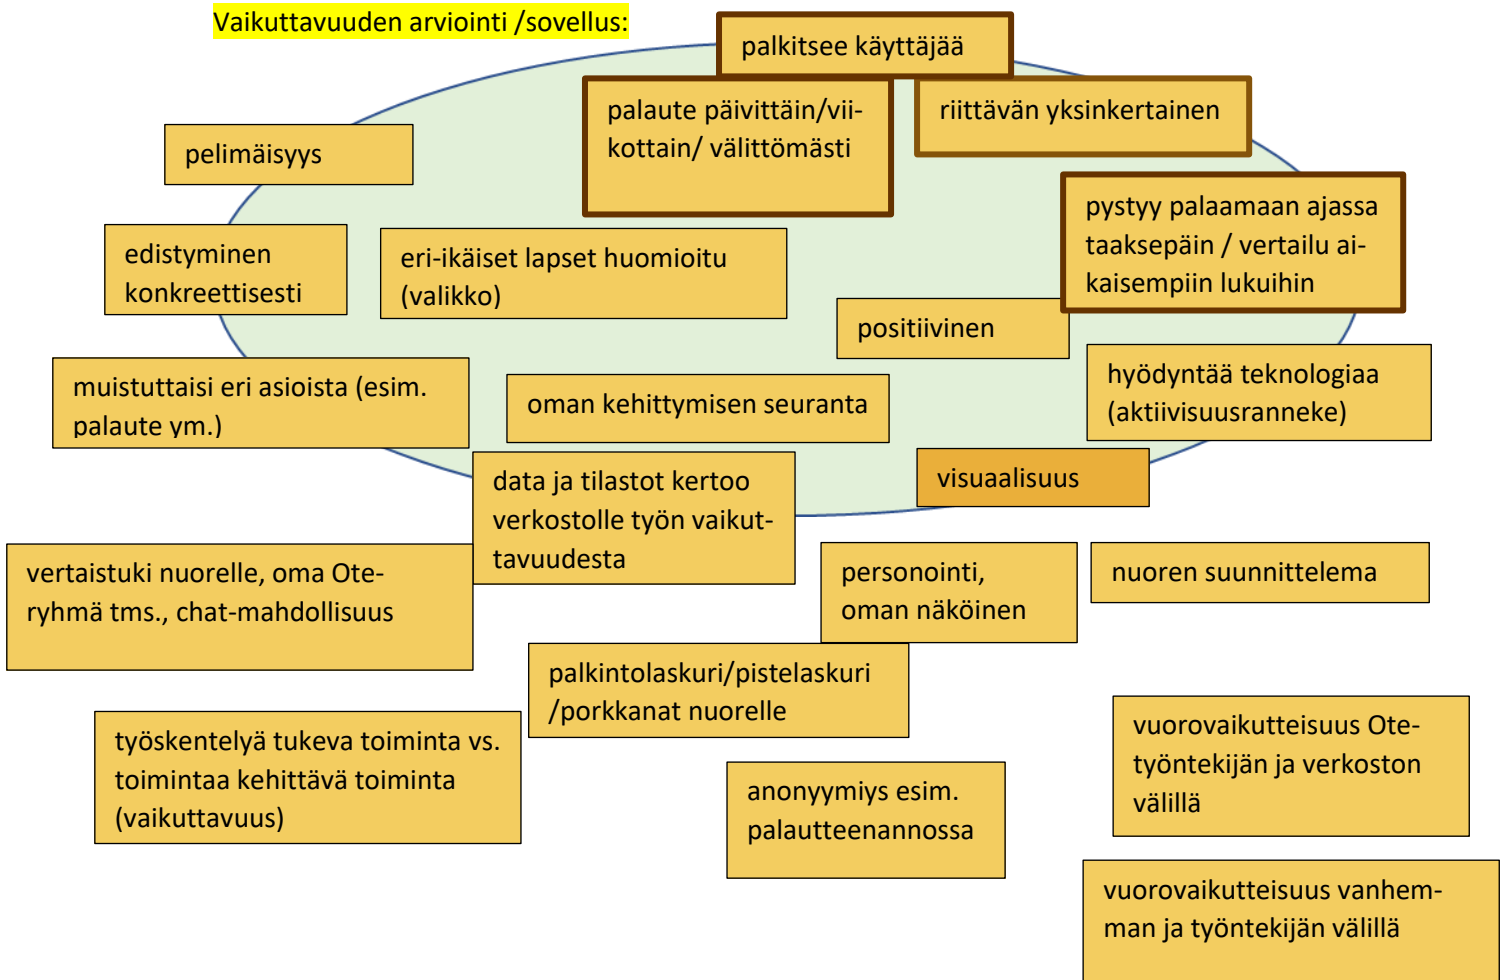 Vaikuttavuuden arviointi /sovellus:
palkitsee käyttäjää
palaute päivittäin/vii-
kottain/ välittömästi
riittävän yksinkertainen
pelimäisyys
pystyy palaamaan ajassa
taaksepäin / vertailu ai-
kaisempiin lukuihin
edistyminen
konkreettisesti
eri-ikäiset lapset huomioitu
(valikko)
positiivinen
muistuttaisi eri asioista (esim.
palaute ym.)
oman kehittymisen seuranta
hyödyntää teknologiaa
(aktiivisuusranneke)
data ja tilastot kertoo
verkostolle työn vaikut-
tavuudesta
visuaalisuus
vertaistuki nuorelle, oma Ote-
ryhmä tms., chat-mahdollisuus
personointi,
oman näköinen
nuoren suunnittelema
palkintolaskuri/pistelaskuri
/porkkanat nuorelle
työskentelyä tukeva toiminta vs.
toimintaa kehittävä toiminta
(vaikuttavuus)
anonyymiys esim.
palautteenannossa
vuorovaikutteisuus Ote-
työntekijän ja verkoston
välillä
vuorovaikutteisuus vanhem-
man ja työntekijän välillä